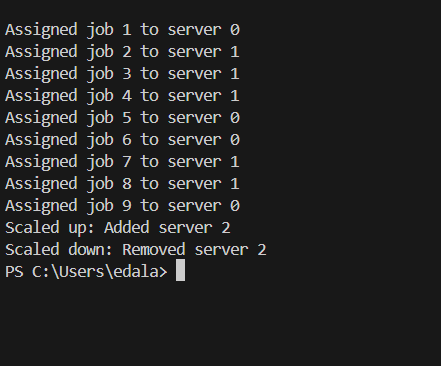 Assigned job 1 to server 0
Assigned job 2 to server 1
Assigned job 3 to server 1
Assigned job 4 to server 1
Assigned job 5 to server 0
Assigned job 6 to server 0
Assigned job 7 to server 1
Assigned job 8 to server 1
Assigned job 9 to server 0
Scaled up: Added server 2
Scaled down: Removed server 2
PS C:\Users\edala>